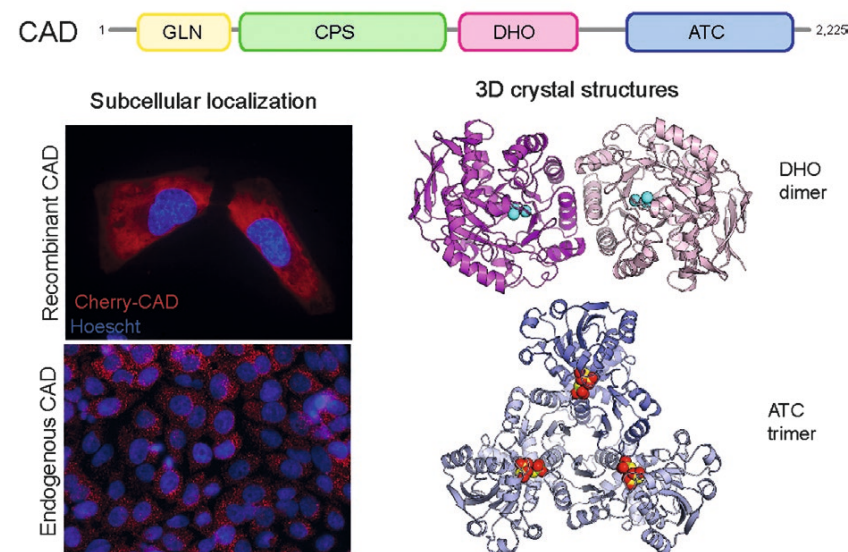 CAD
1 GLN CPS DHO ATC 2,225
Subcellular localization
3D crystal structures
Recombinant CAD
Cherry-CAD
Hoescht
DHO
dimer
Endogenous CAD
ATC
trimer